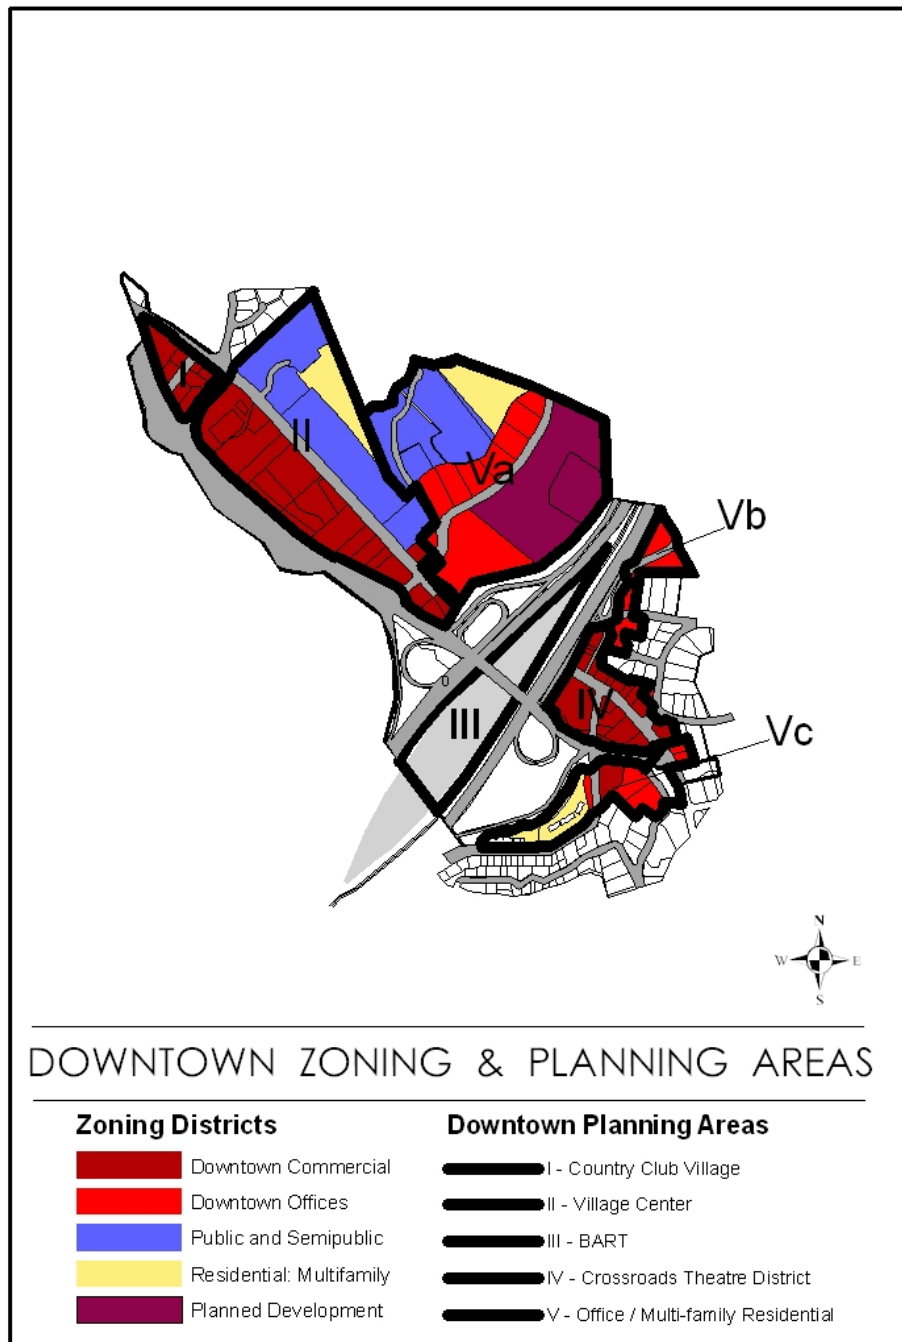 I
II
Va
Vb
III
IV
Vc
N
W E
S
DOWNTOWN ZONING & PLANNING AREAS
Zoning Districts
Downtown Commercial
Downtown Offices
Public and Semipublic
Residential: Multifamily
Planned Development
Downtown Planning Areas
I - Country Club Village
II - Village Center
III - BART
IV - Crossroads Theatre District
V - Office / Multi-family Residential